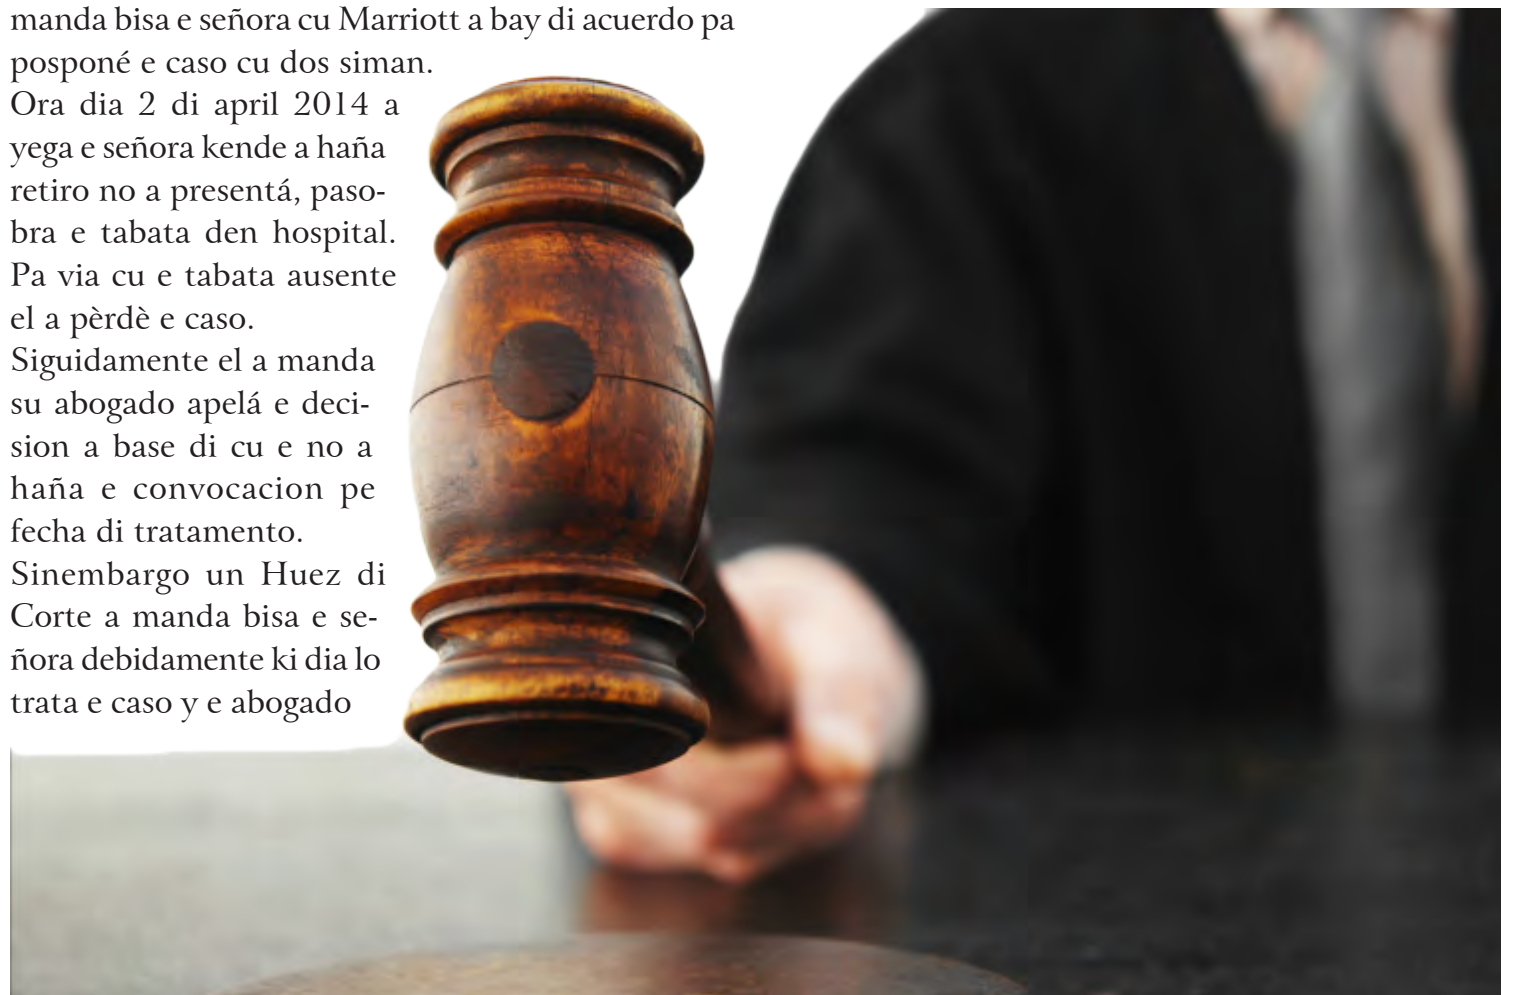 manda bisa e señora cu Marriott a bay di acuerdo pa
posponé e caso cu dos siman.
Ora dia 2 di april 2014 a
yega e señora kende a haña
retiro no a presentá, paso-
bra e tabata den hospital.
Pa via cu e tabata ausente
el a pèrdè e caso.
Siguidamente el a manda
su abogado apelá e deci-
sion a base di cu e no a
haña e convocacion pe
fecha di tratamento.
Sinembargo un Huez di
Corte a manda bisa e se-
ñora debidamente ki dia lo
trata e caso y e abogado